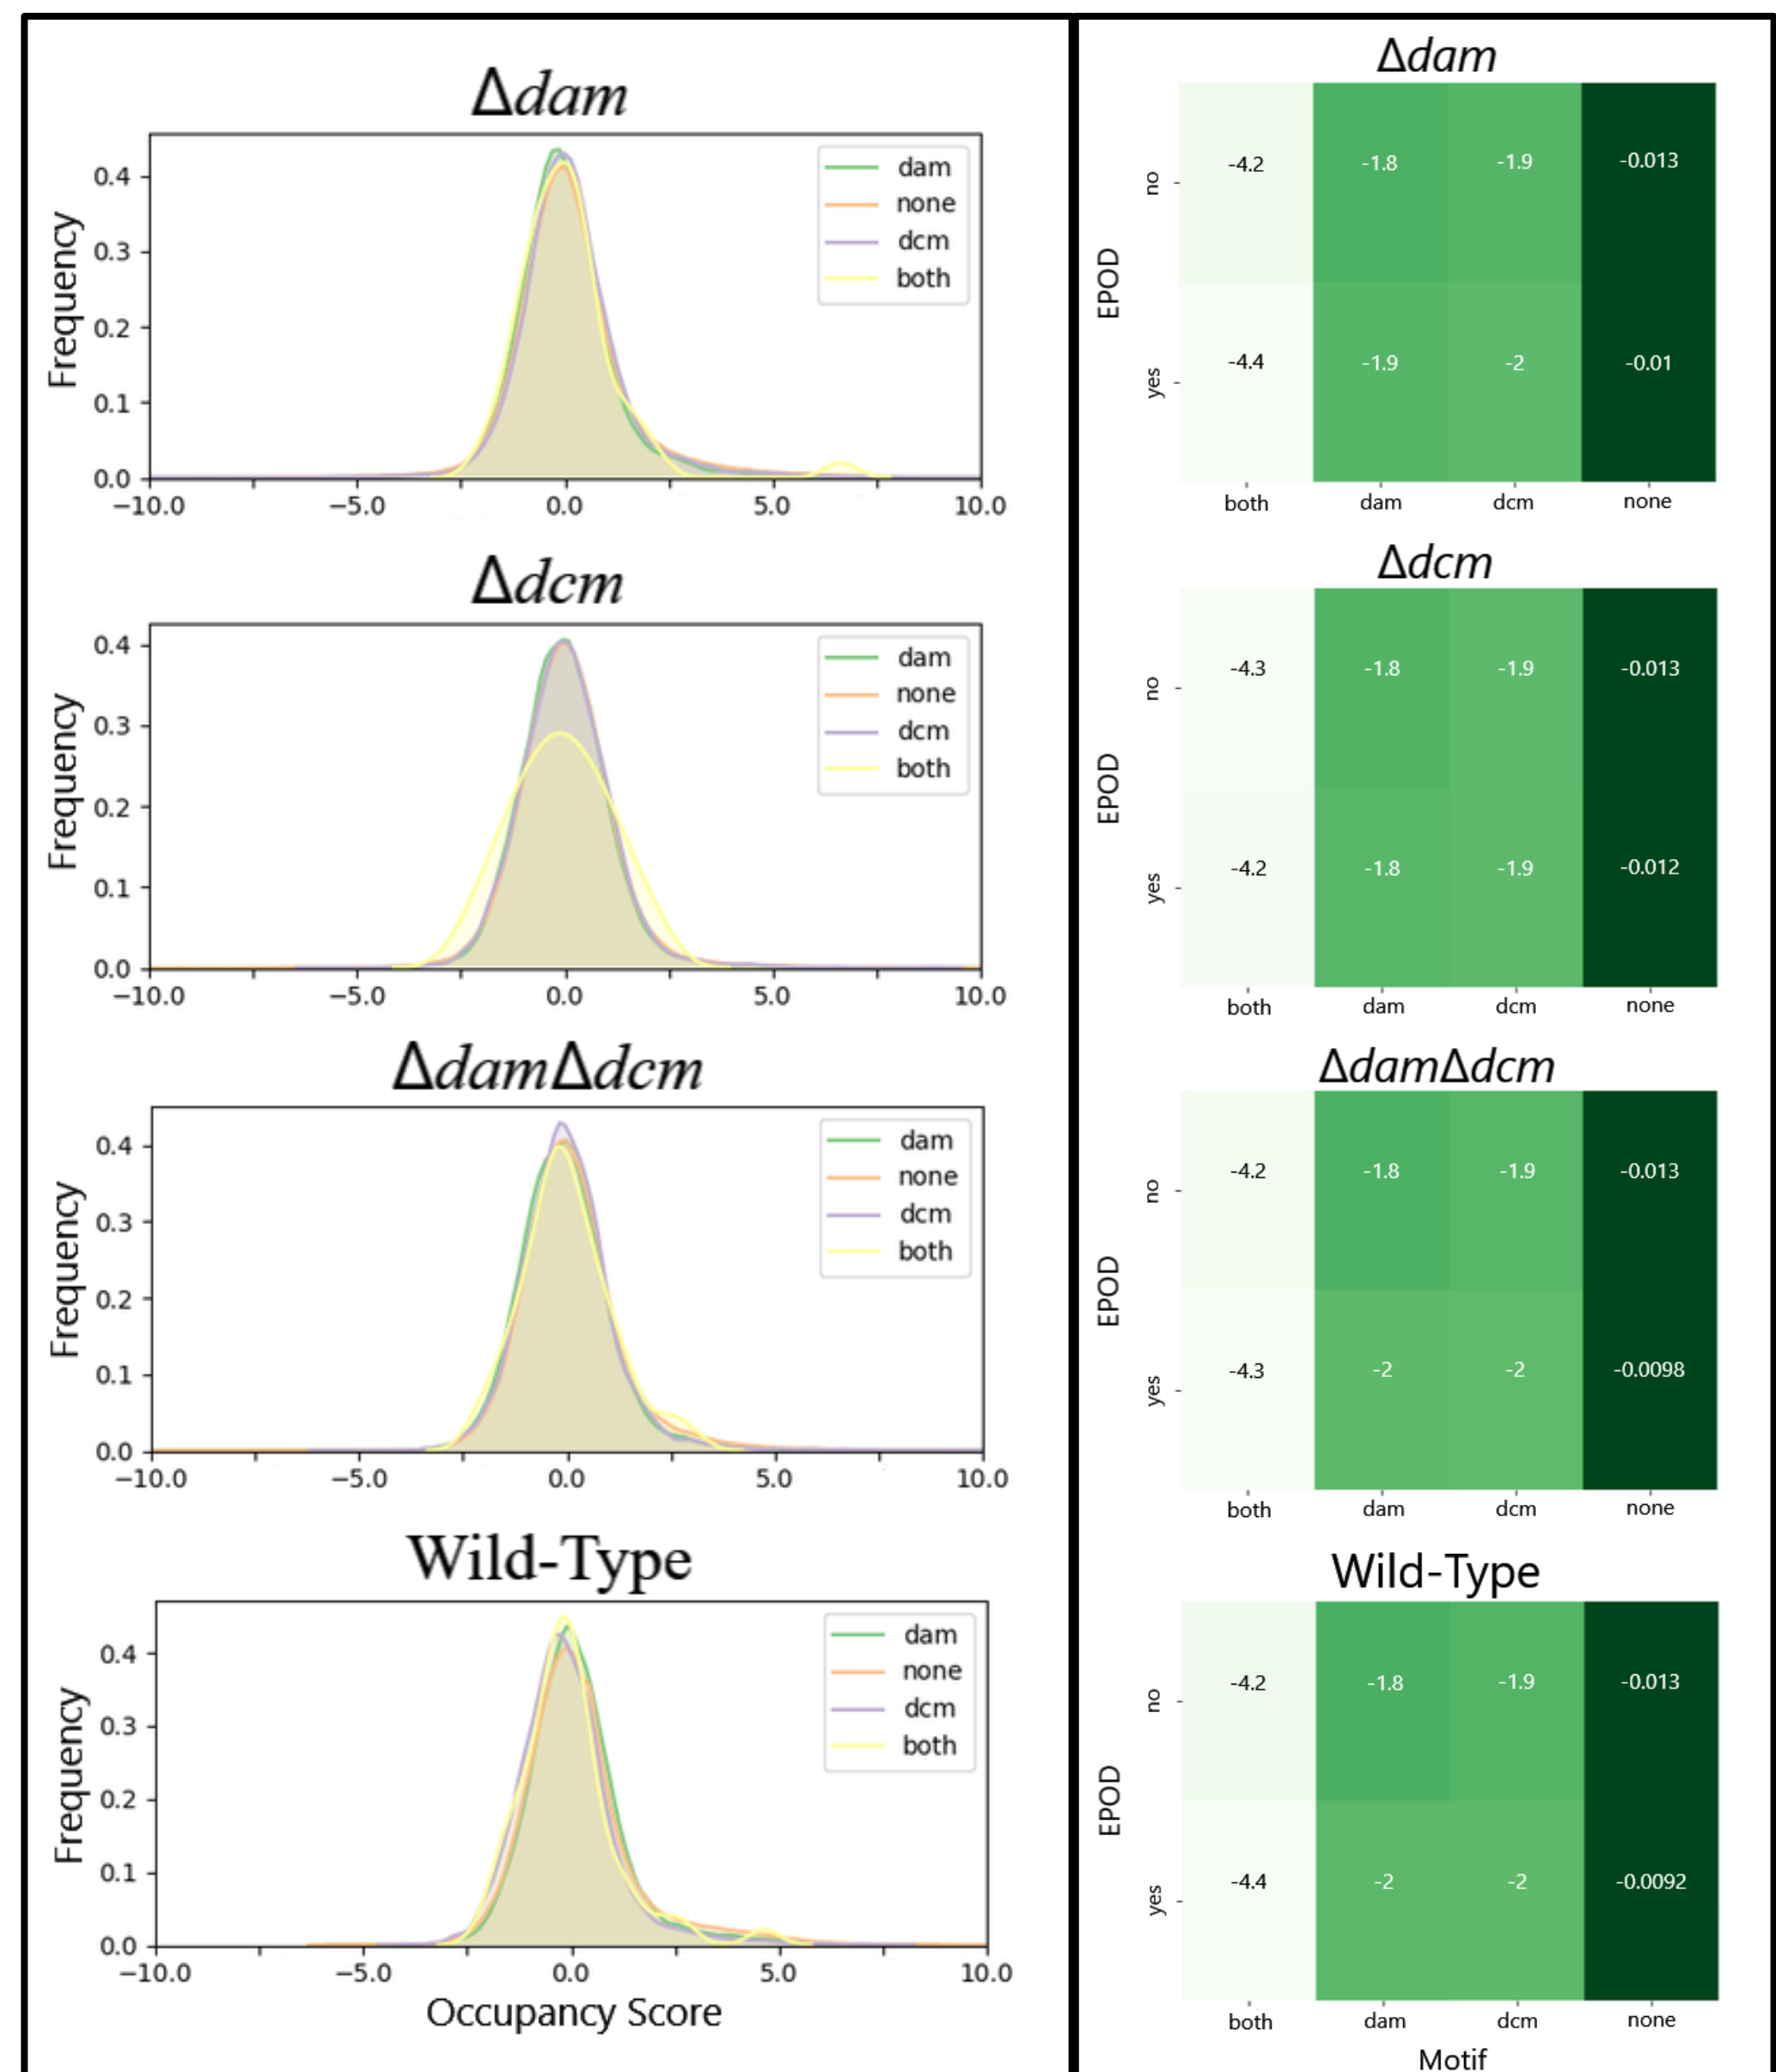 Δdam
Frequency
0.4
0.3
0.2
0.1
0.0
−10.0 −5.0 0.0 5.0 10.0
dam
none
dcm
both
Δdcm
Frequency
0.4
0.3
0.2
0.1
0.0
−10.0 −5.0 0.0 5.0 10.0
dam
none
dcm
both
ΔdamΔdcm
Frequency
0.4
0.3
0.2
0.1
0.0
−10.0 −5.0 0.0 5.0 10.0
dam
none
dcm
both
Wild-Type
Frequency
0.4
0.3
0.2
0.1
0.0
−10.0 −5.0 0.0 5.0 10.0
dam
none
dcm
both
Occupancy Score
Δdam
EPOD
no -4.2 -1.8 -1.9 -0.013
yes -4.4 -1.9 -2 -0.01
both dam dcm none
Δdcm
EPOD
no -4.3 -1.8 -1.9 -0.013
yes -4.2 -1.8 -1.9 -0.012
both dam dcm none
ΔdamΔdcm
EPOD
no -4.2 -1.8 -1.9 -0.013
yes -4.3 -2 -2 -0.0098
both dam dcm none
Wild-Type
EPOD
no -4.2 -1.8 -1.9 -0.013
yes -4.4 -2 -2 -0.0092
both dam dcm none
Motif